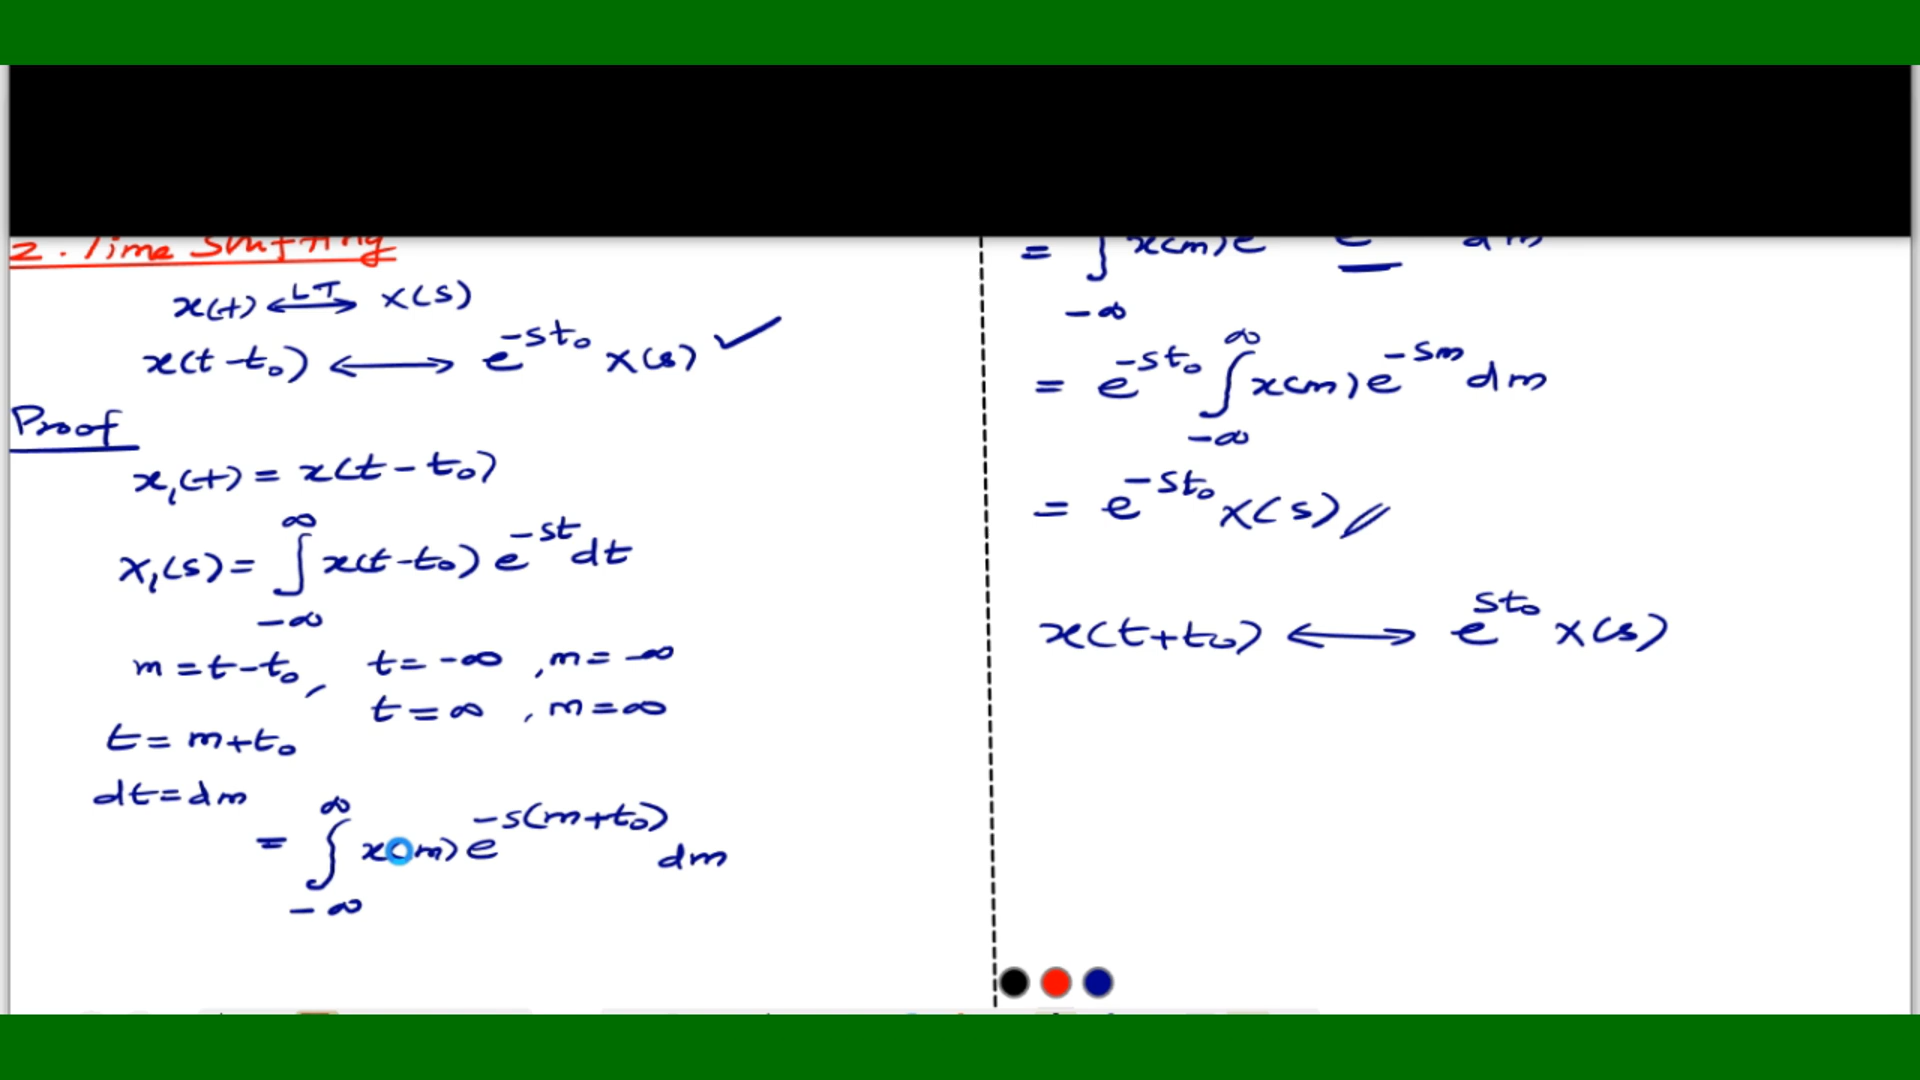 2. Time Shifting
x(t) ⟷ LT X(s)
x(t-t₀) ⟷ e^{-st₀} X(s) ✓
Proof
x₁(t) = x(t-t₀)
X₁(s) = ∫_{-∞}^{∞} x(t-t₀) e^{-st} dt
m = t-t₀, t = -∞, m = -∞
t = ∞, m = ∞
t = m+t₀
dt = dm
= ∫_{-∞}^{∞} x(m) e^{-s(m+t₀)} dm
= ∫_{-∞} x(m) e e dm
= e^{-st₀} ∫_{-∞}^{∞} x(m) e^{-sm} dm
= e^{-st₀} X(s) //
x(t+t₀) ⟷ e^{st₀} X(s)